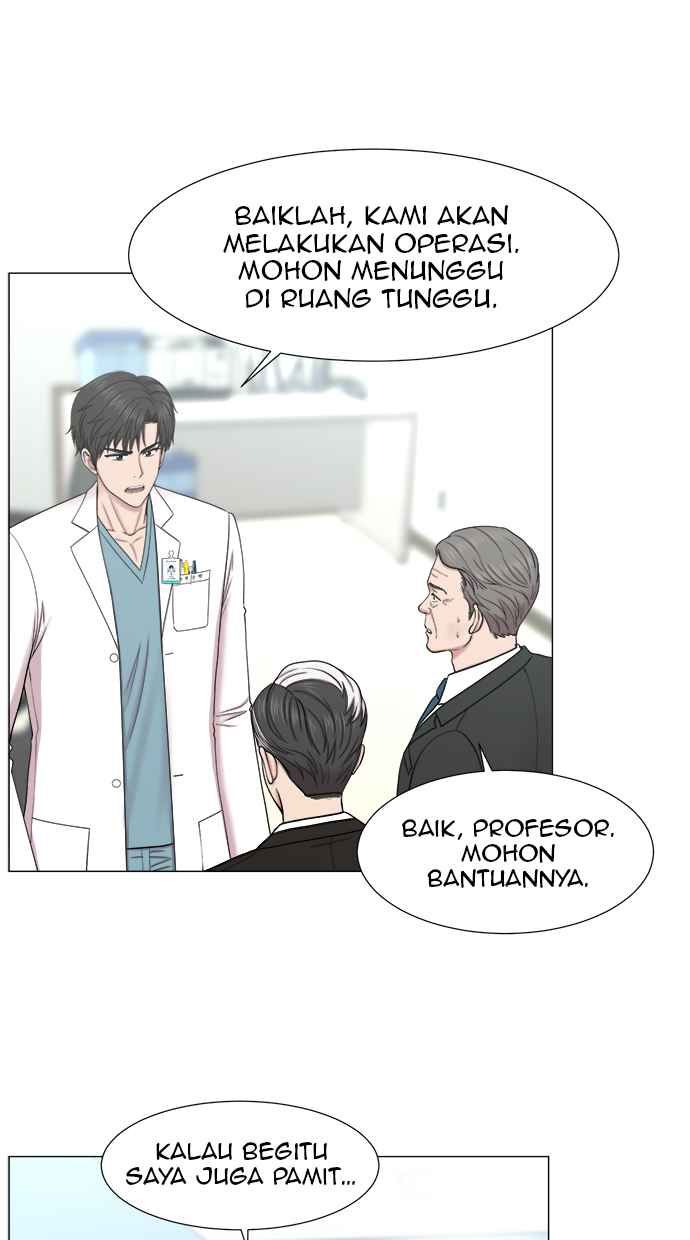 BAIKLAH, KAMI AKAN
MELAKUKAN OPERASI.
MOHON MENUNGGU
DI RUANG TUNGGU.
BAIK, PROFESOR.
MOHON
BANTUANNYA.
KALAU BEGITU
SAYA JUGA PAMIT...